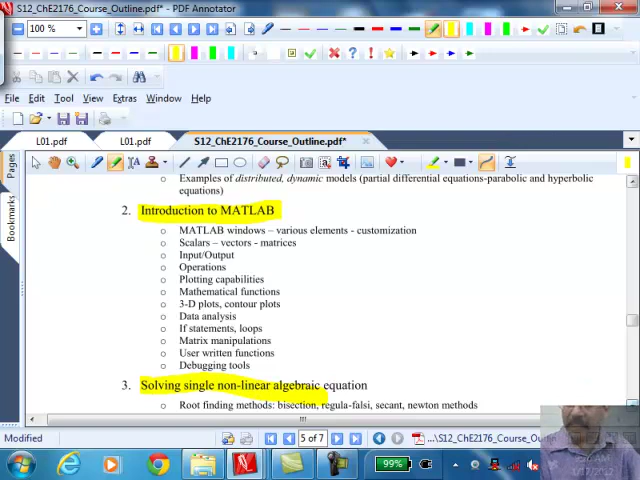 S12_ChE2176_Course_Outline.pdf* - PDF Annotator
100 %
File Edit Tool View Extras Window Help
L01.pdf L01.pdf S12_ChE2176_Course_Outline.pdf*
Pages
Bookmarks
o Examples of distributed, dynamic models (partial differential equations-parabolic and hyperbolic
equations)
2. Introduction to MATLAB
o MATLAB windows – various elements - customization
o Scalars – vectors - matrices
o Input/Output
o Operations
o Plotting capabilities
o Mathematical functions
o 3-D plots, contour plots
o Data analysis
o If statements, loops
o Matrix manipulations
o User written functions
o Debugging tools
3. Solving single non-linear algebraic equation
o Root finding methods: bisection, regula-falsi, secant, newton methods
Modified
5 of 7
...\S12_ChE2176_Course_Outlin
99%